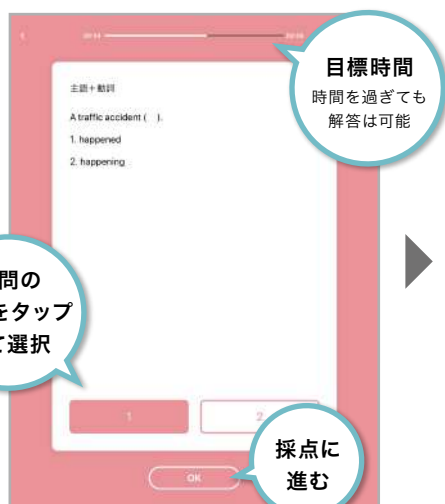 目標時間
時間を過ぎても
解答は可能
主語＋動詞
A traffic accident (　).
1. happened
2. happening
問の
をタップ
て選択
1
2
採点に
進む
OK